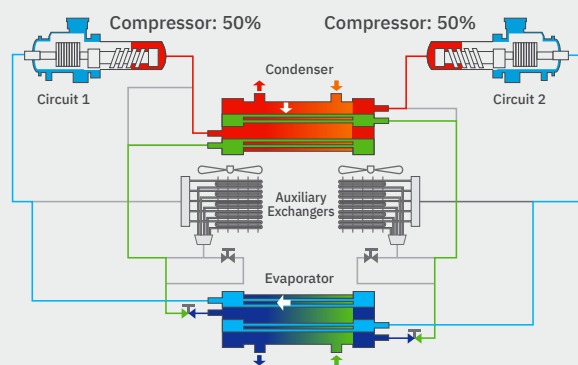 Compressor: 50%
Compressor: 50%
Circuit 1
Condenser
Circuit 2
Auxiliary
Exchangers
Evaporator